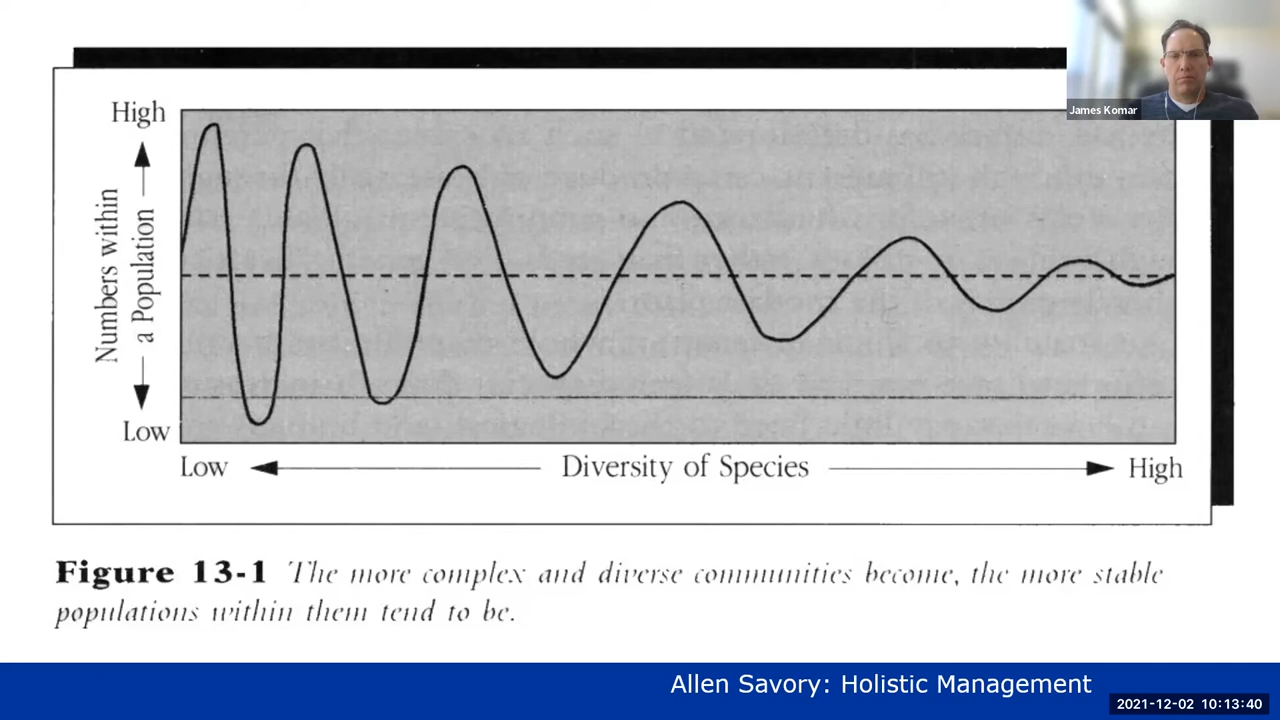 James Komar
High
Numbers within
a Population
Low
Low
Diversity of Species
High
Figure 13-1 The more complex and diverse communities become, the more stable
populations within them tend to be.
Allen Savory: Holistic Management
2021-12-02 10:13:40